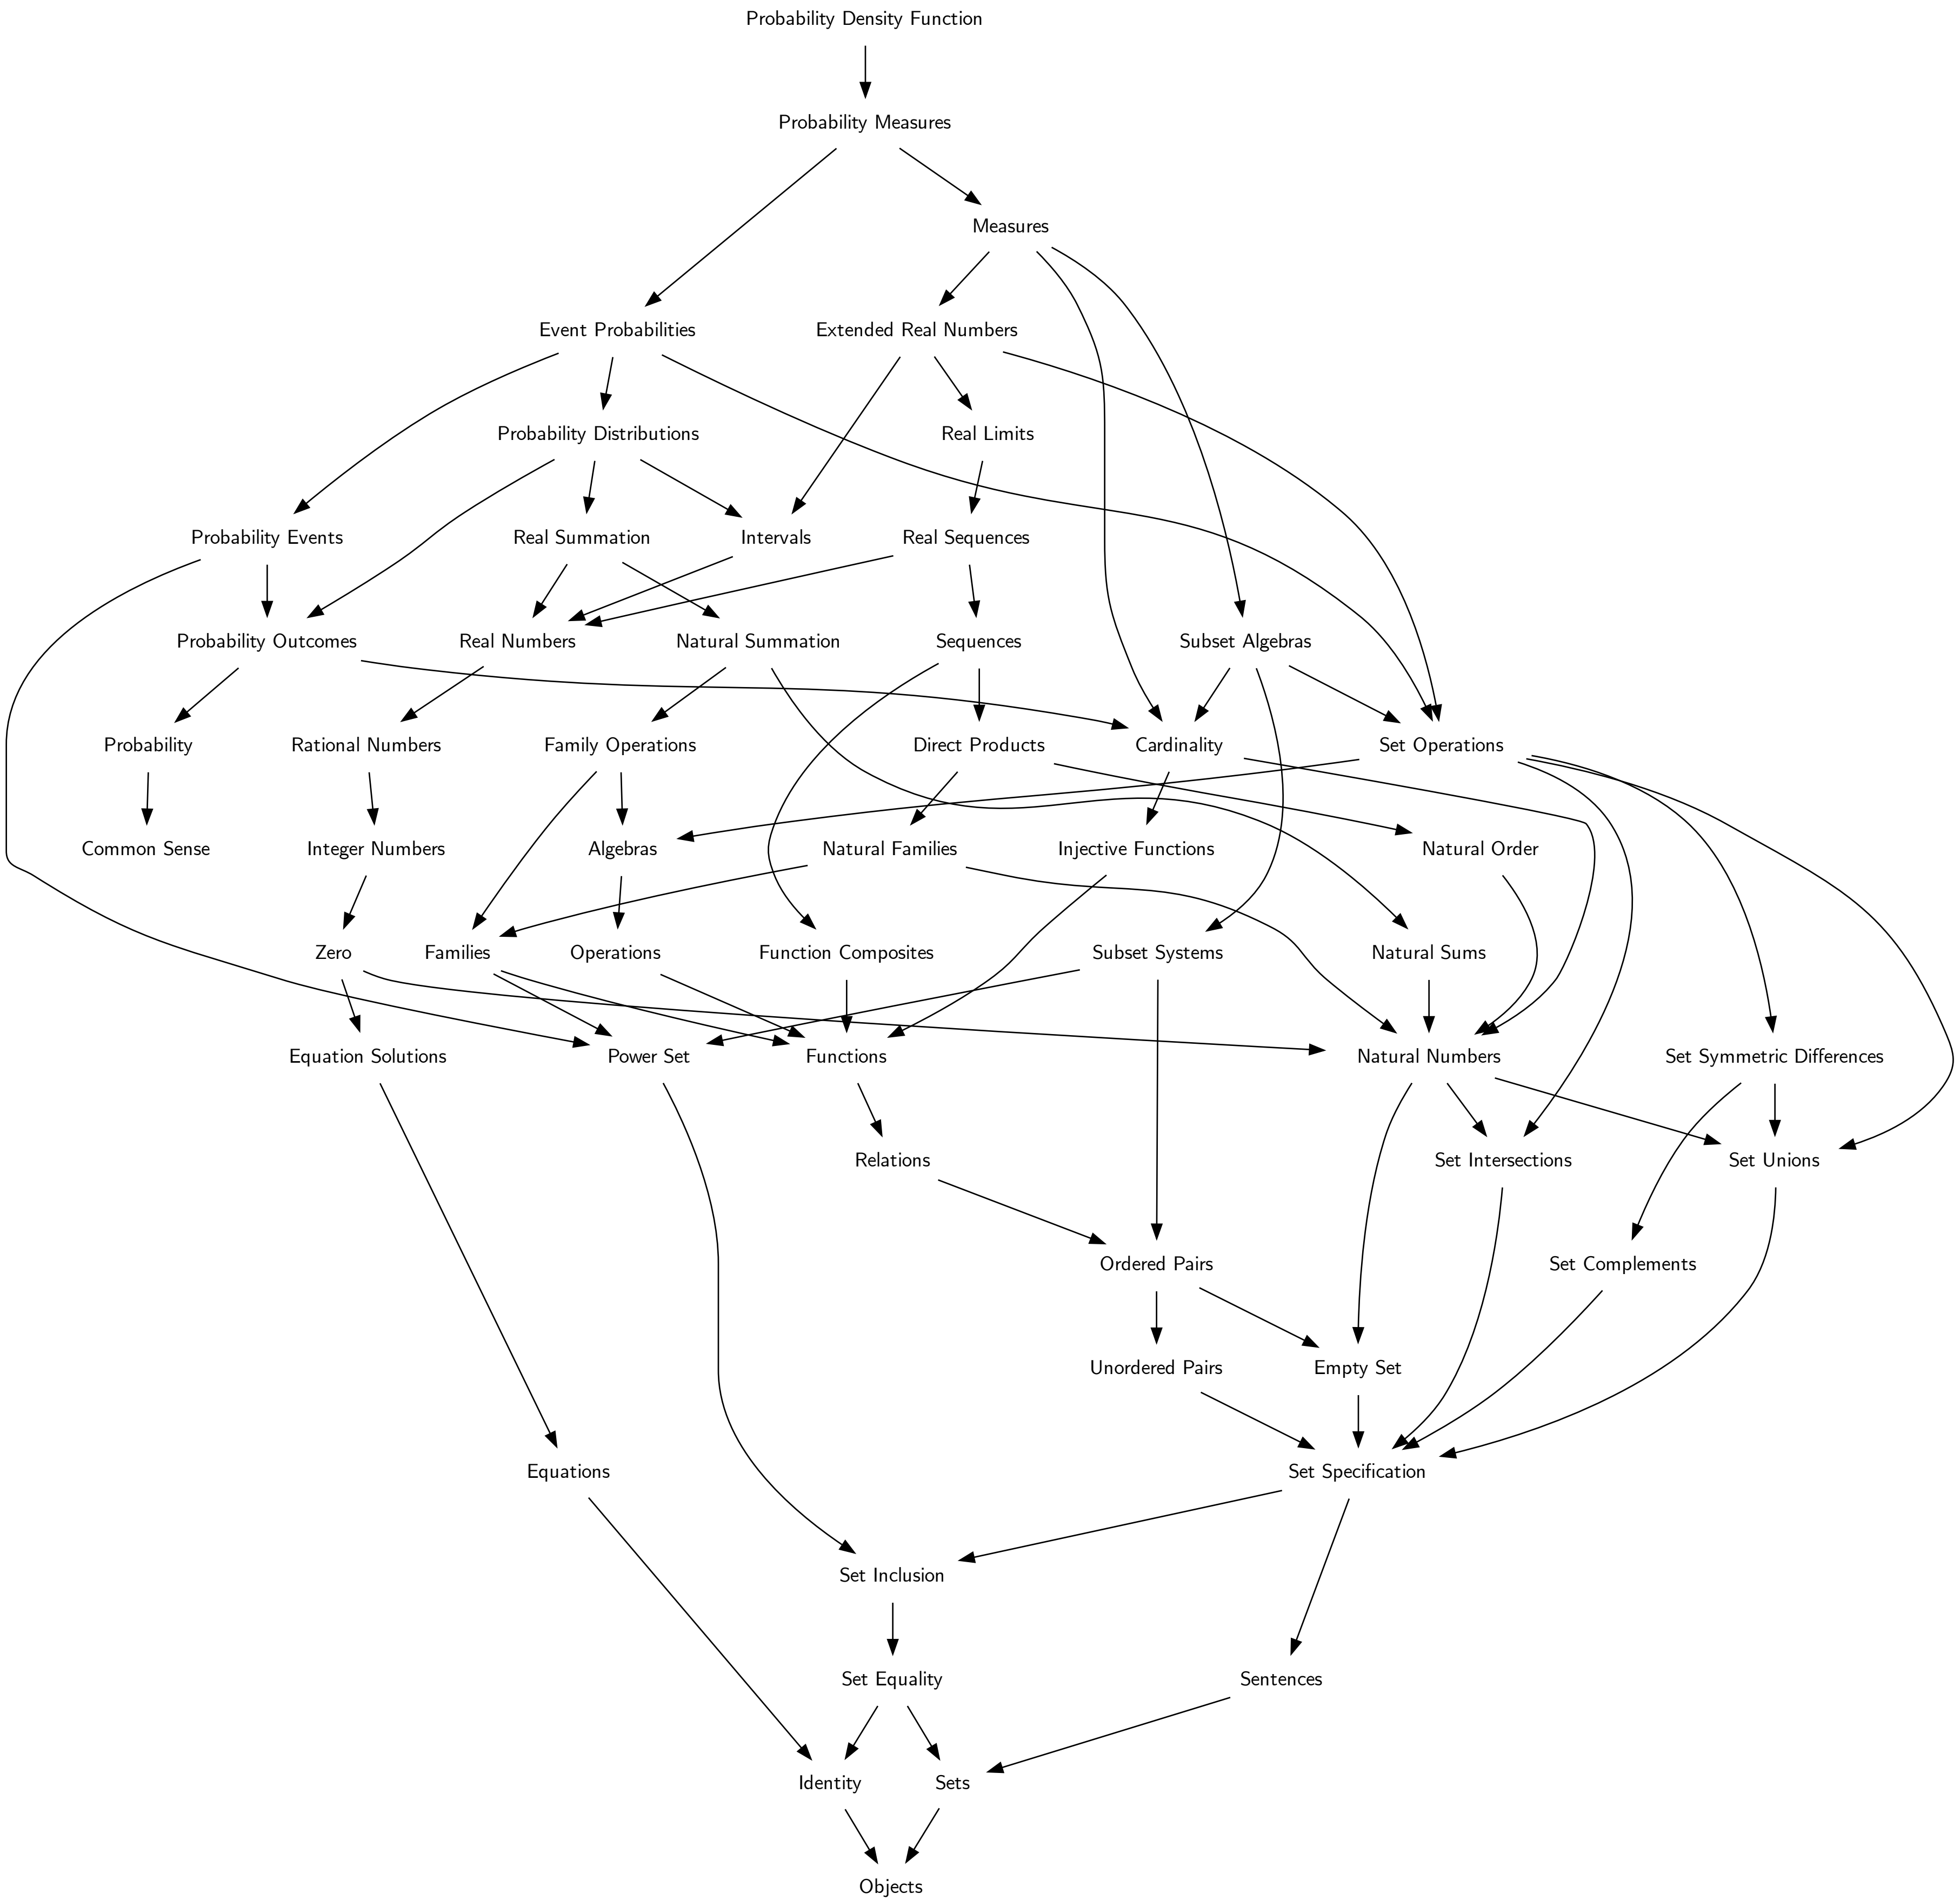 Probability Density Function
Probability Measures
Measures
Event Probabilities
Extended Real Numbers
Probability Distributions
Real Limits
Probability Events
Real Summation
Intervals
Real Sequences
Probability Outcomes
Real Numbers
Natural Summation
Sequences
Subset Algebras
Probability
Rational Numbers
Family Operations
Direct Products
Cardinality
Set Operations
Common Sense
Integer Numbers
Algebras
Natural Families
Injective Functions
Natural Order
Zero
Families
Operations
Function Composites
Subset Systems
Natural Sums
Equation Solutions
Power Set
Functions
Natural Numbers
Set Symmetric Differences
Relations
Set Intersections
Set Unions
Ordered Pairs
Set Complements
Unordered Pairs
Empty Set
Equations
Set Specification
Set Inclusion
Set Equality
Sentences
Identity
Sets
Objects